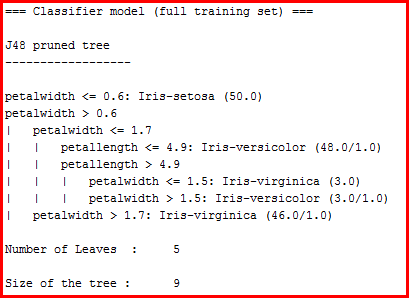 === Classifier model (full training set) ===
J48 pruned tree
------------------
petalwidth <= 0.6: Iris-setosa (50.0)
petalwidth > 0.6
|   petalwidth <= 1.7
|   |   petallength <= 4.9: Iris-versicolor (48.0/1.0)
|   |   petallength > 4.9
|   |   |   petalwidth <= 1.5: Iris-virginica (3.0)
|   |   |   petalwidth > 1.5: Iris-versicolor (3.0/1.0)
|   petalwidth > 1.7: Iris-virginica (46.0/1.0)
Number of Leaves  :     5
Size of the tree :      9